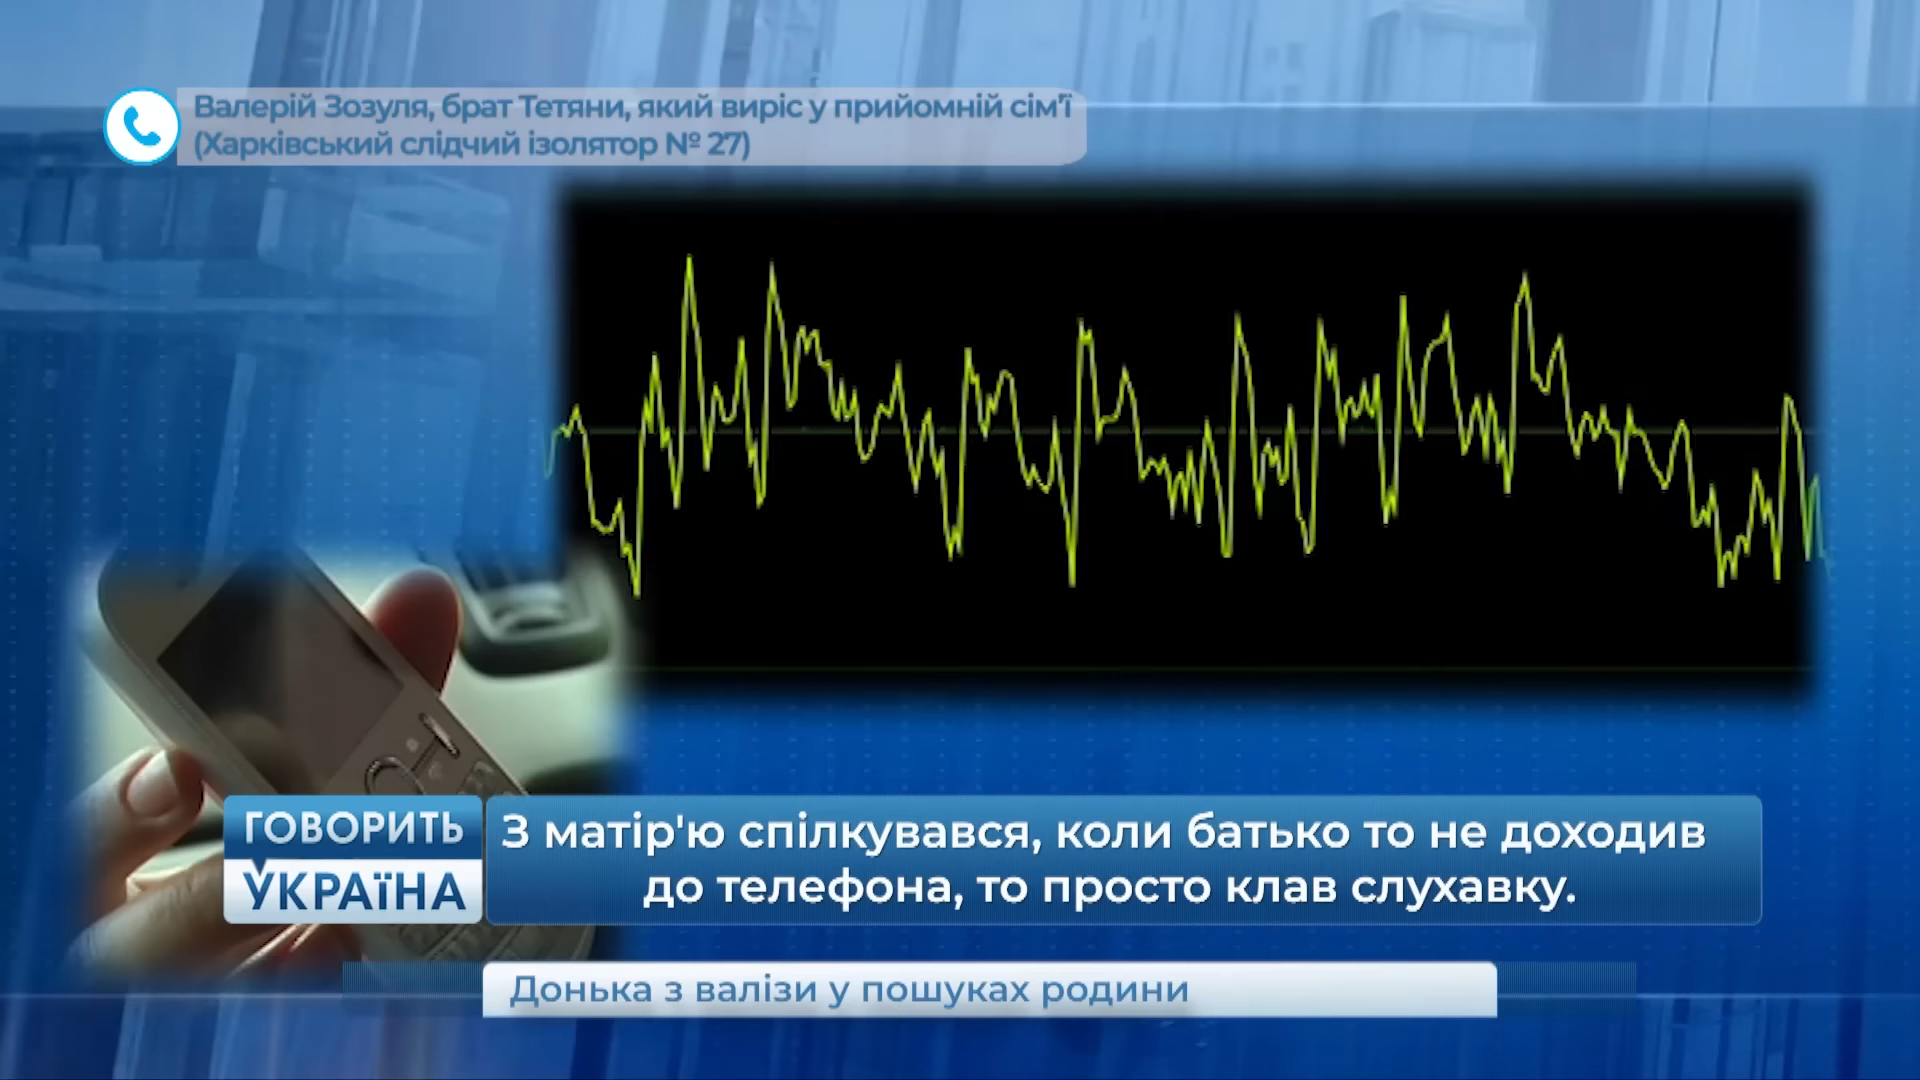 Валерій Зозуля, брат Тетяни, який виріс у прийомній сім'ї
(Харківський слідчий ізолятор № 27)
ГОВОРИТЬ
УКРАЇНА
З матір'ю спілкувався, коли батько то не доходив
до телефона, то просто клав слухавку.
Донька з валізи у пошуках родини